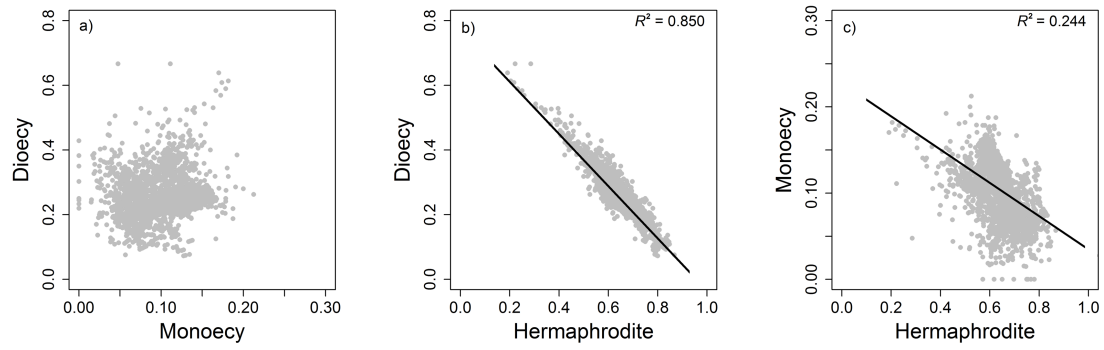 a)
0.8
0.6
0.4
0.2
0.0
Dioecy
0.00 0.10 0.20 0.30
Monoecy
b)
R² = 0.850
0.8
0.6
0.4
0.2
0.0
Dioecy
0.0 0.2 0.4 0.6 0.8 1.0
Hermaphrodite
c)
R² = 0.244
0.30
0.20
0.10
0.00
Monoecy
0.0 0.2 0.4 0.6 0.8 1.0
Hermaphrodite